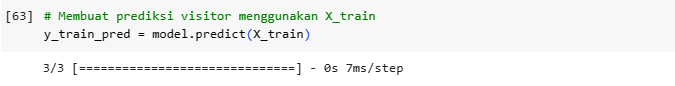 [63] # Membuat prediksi visitor menggunakan X_train
y_train_pred = model.predict(X_train)
3/3 [==============================] - 0s 7ms/step